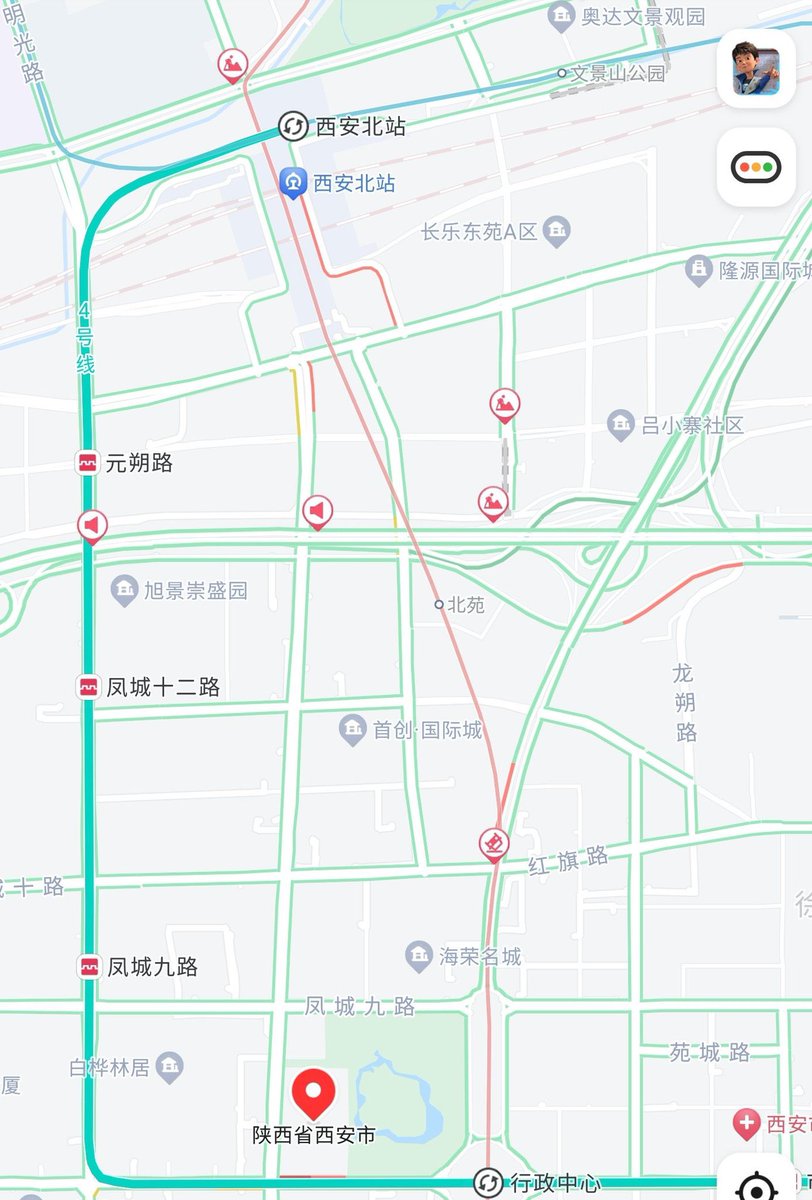 明光路
奥达文景观园
文景山公园
西安北站
西安北站
长乐东苑A区
隆源国际城
4号线
吕小寨社区
元朔路
旭景崇盛园
北苑
龙朔路
凤城十二路
首创·国际城
红旗路
城十路
徐
海荣名城
凤城九路
凤城九路
苑城路
白桦林居
厦
陕西省西安市
西安市
行政中心